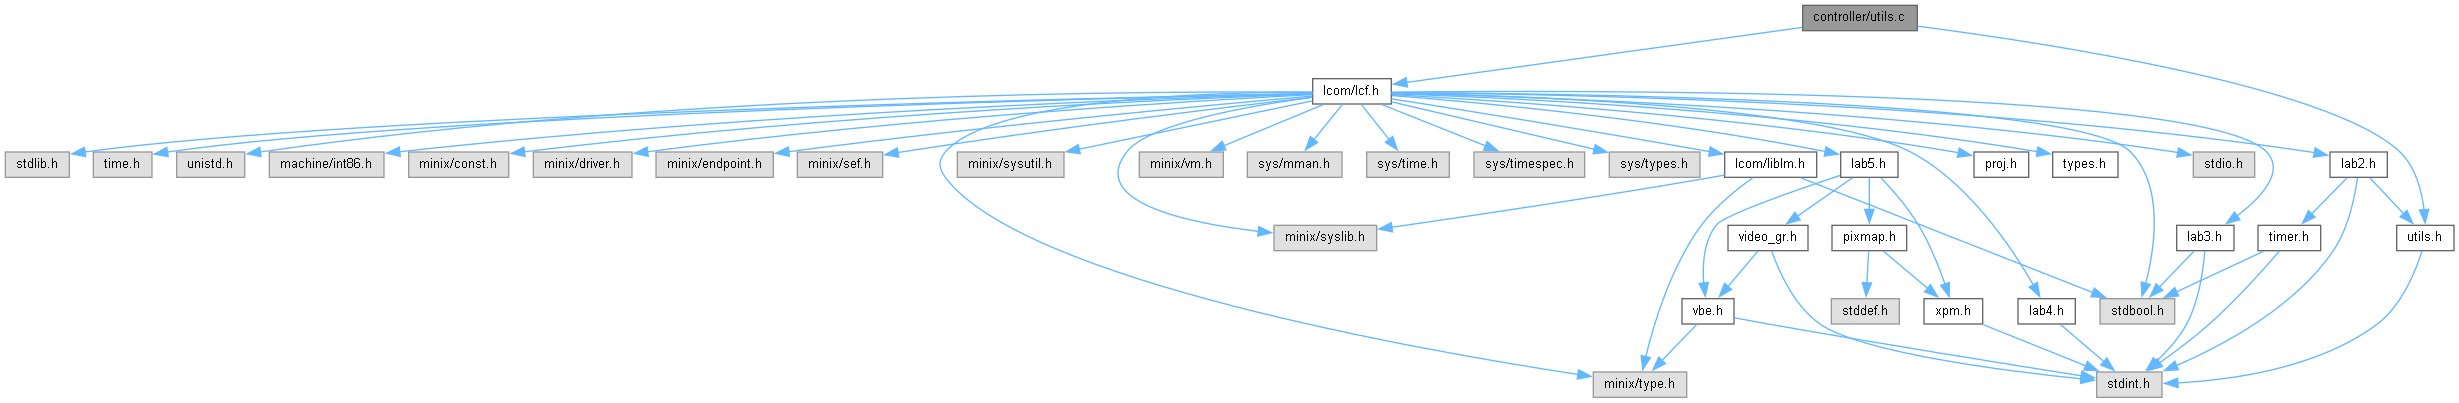 controller/utils.c
lcom/lcf.h
stdlib.h
time.h
unistd.h
machine/int86.h
minix/const.h
minix/driver.h
minix/endpoint.h
minix/sef.h
minix/sysutil.h
minix/vm.h
sys/mman.h
sys/time.h
sys/timespec.h
sys/types.h
lcom/liblm.h
lab5.h
proj.h
types.h
stdio.h
lab2.h
minix/syslib.h
video_gr.h
pixmap.h
lab3.h
timer.h
utils.h
vbe.h
stddef.h
xpm.h
lab4.h
stdbool.h
minix/type.h
stdint.h